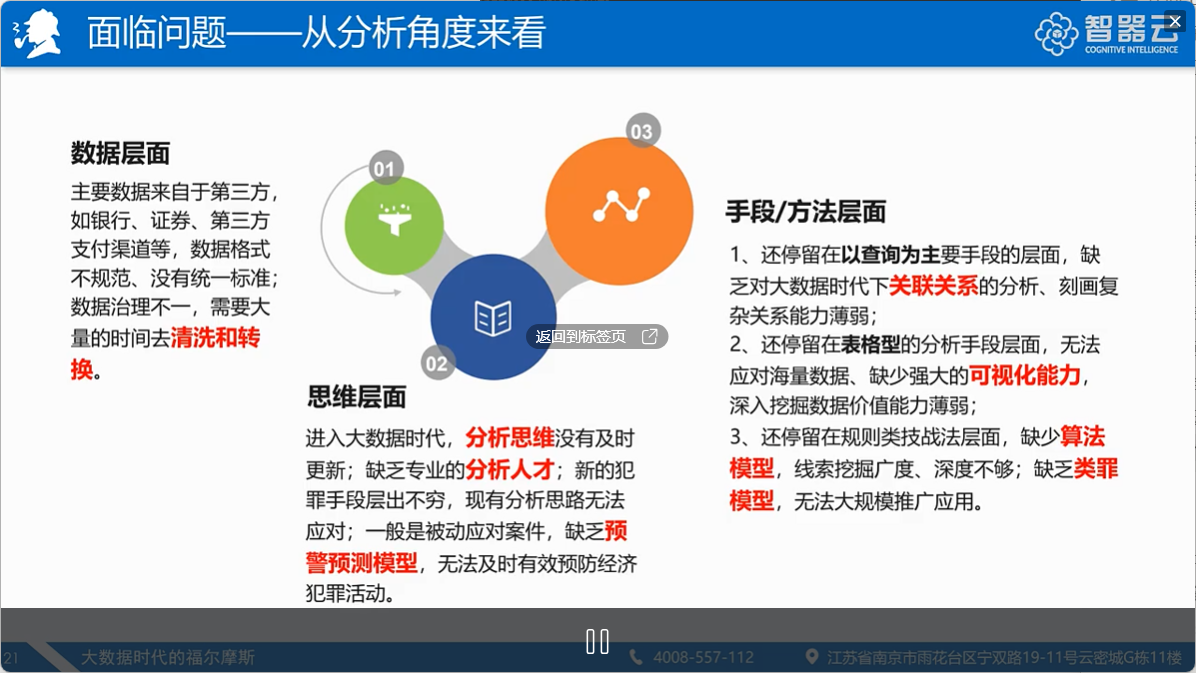 面临问题——从分析角度来看
智器云
COGNITIVE INTELLIGENCE
01
数据层面
主要数据来自于第三方，
如银行、证券、第三方
支付渠道等，数据格式
不规范、没有统一标准；
数据治理不一，需要大
量的时间去清洗和转
换。
02
思维层面
进入大数据时代，分析思维没有及时
更新；缺乏专业的分析人才；新的犯
罪手段层出不穷，现有分析思路无法
应对；一般是被动应对案件，缺乏预
警预测模型，无法及时有效预防经济
犯罪活动。
03
手段/方法层面
1、还停留在以查询为主要手段的层面，缺
乏对大数据时代下关联关系的分析、刻画复
杂关系能力薄弱；
2、还停留在表格型的分析手段层面，无法
应对海量数据、缺少强大的可视化能力，
深入挖掘数据价值能力薄弱；
3、还停留在规则类技战法层面，缺少算法
模型，线索挖掘广度、深度不够；缺乏类罪
模型，无法大规模推广应用。
返回到标签页
21
大数据时代的福尔摩斯
4008-557-112
江苏省南京市雨花台区宁双路19-11号云密城G栋11楼